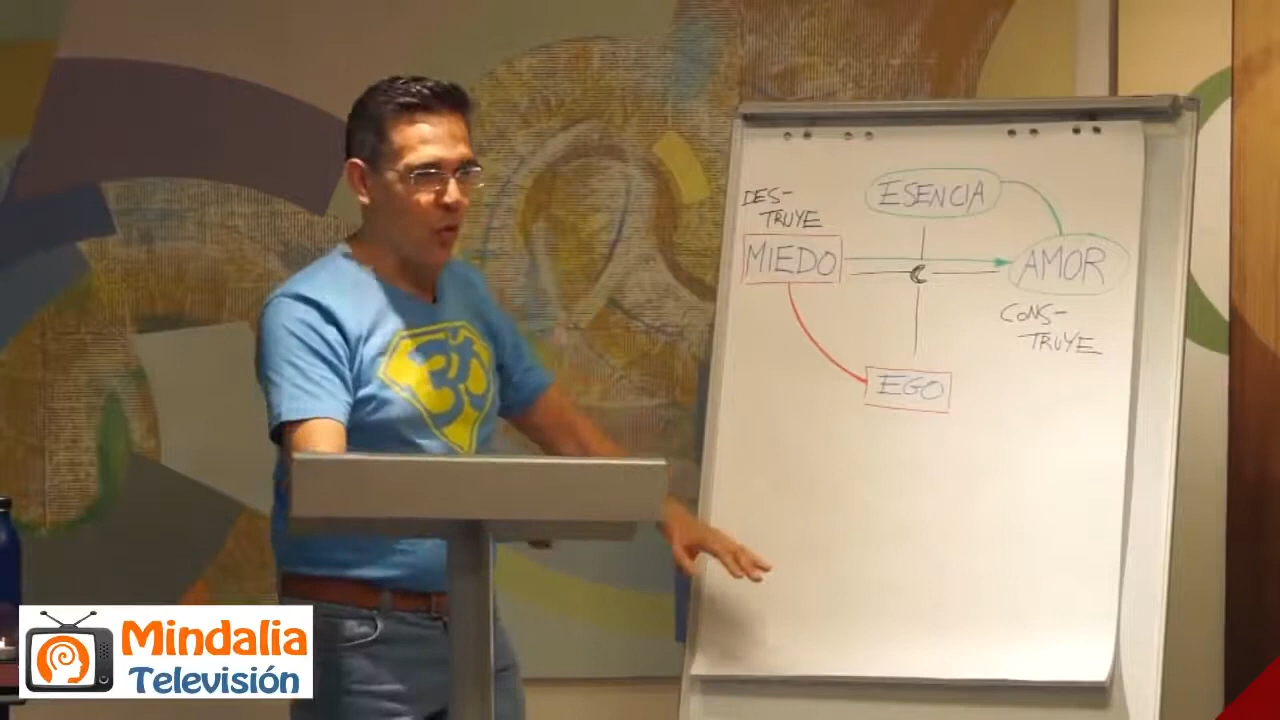 DES-
TRUYE
MIEDO
ESENCIA
AMOR
CONS-
TRUYE
EGO
ॐ
Mindalia
Televisión